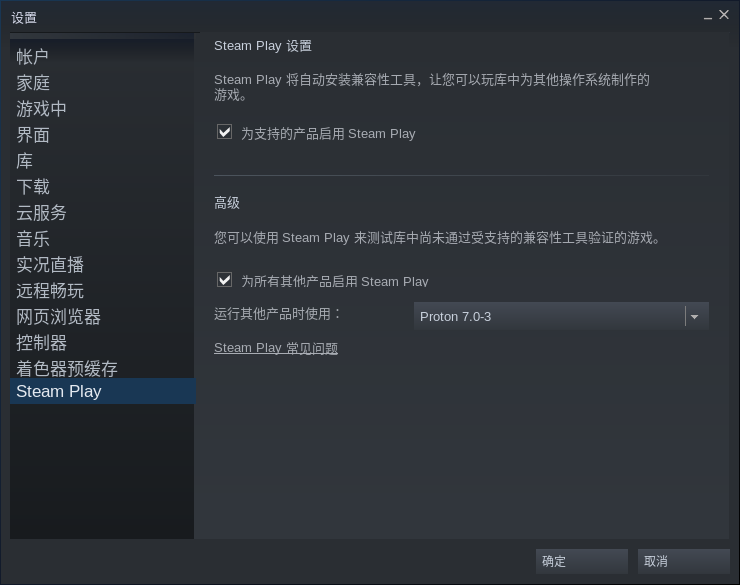 设置
帐户
家庭
游戏中
界面
库
下载
云服务
音乐
实况直播
远程畅玩
网页浏览器
控制器
着色器预缓存
Steam Play
Steam Play 设置
Steam Play 将自动安装兼容性工具，让您可以玩库中为其他操作系统制作的
游戏。
为支持的产品启用 Steam Play
高级
您可以使用 Steam Play 来测试库中尚未通过受支持的兼容性工具验证的游戏。
为所有其他产品启用 Steam Play
运行其他产品时使用：
Proton 7.0-3
Steam Play 常见问题
确定
取消